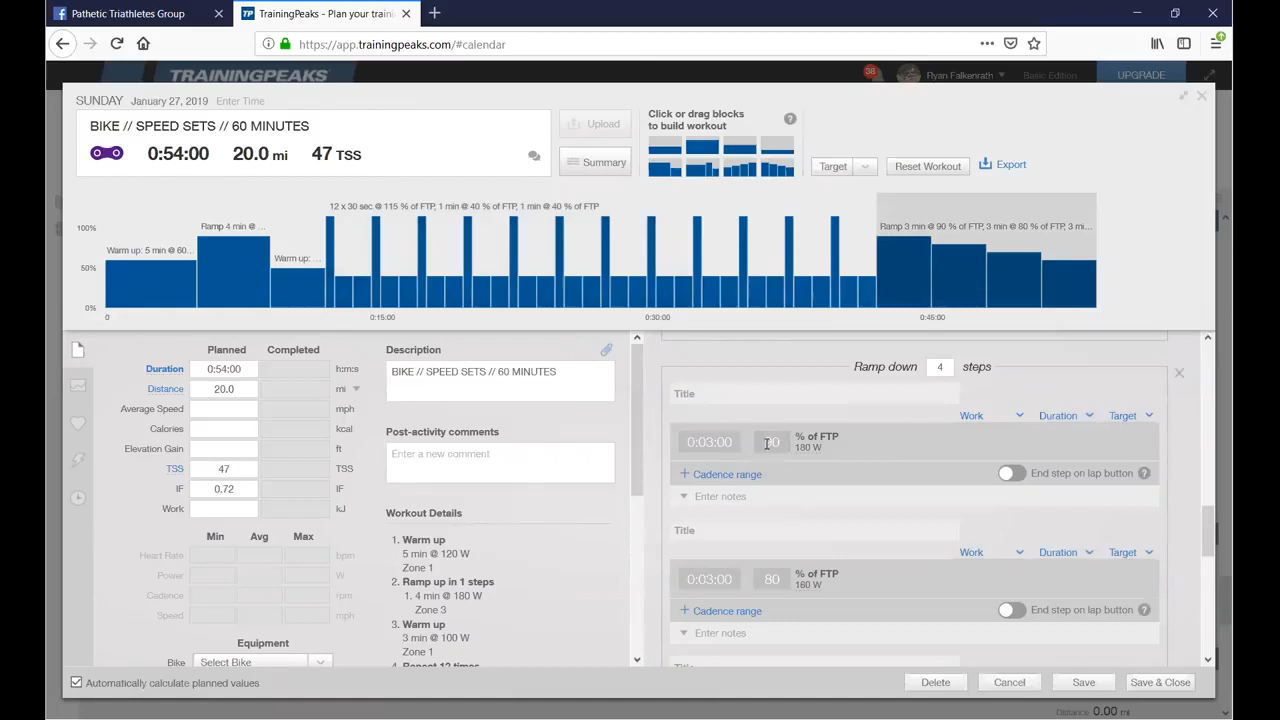 Pathetic Triathletes Group
TrainingPeaks - Plan your traini
https://app.trainingpeaks.com/#calendar
TRAININGPEAKS
38
Ryan Falkenrath
Basic Edition
UPGRADE
SUNDAY January 27, 2019 Enter Time
BIKE // SPEED SETS // 60 MINUTES
0:54:00 20.0 mi 47 TSS
Upload
Summary
Click or drag blocks
to build workout
Target
Reset Workout
Export
12 x 30 sec @ 115 % of FTP, 1 min @ 40 % of FTP, 1 min @ 40 % of FTP
Ramp 4 min @ ...
Ramp 3 min @ 90 % of FTP, 3 min @ 80 % of FTP, 3 mi...
Warm up: 5 min @ 60...
Warm up: ...
100%
50%
0%
0
0:15:00
0:30:00
0:45:00
Planned Completed
Duration 0:54:00 h:m:s
Distance 20.0 mi
Average Speed mph
Calories kcal
Elevation Gain ft
TSS 47 TSS
IF 0.72 IF
Work kJ
Min Avg Max
Heart Rate bpm
Power W
Cadence rpm
Speed mph
Equipment
Bike Select Bike
Description
BIKE // SPEED SETS // 60 MINUTES
Post-activity comments
Enter a new comment
Workout Details
1. Warm up
5 min @ 120 W
Zone 1
2. Ramp up in 1 steps
1. 4 min @ 180 W
Zone 3
3. Warm up
3 min @ 100 W
Zone 1
4. Repeat 12 times
Ramp down 4 steps
Title
Work Duration Target
0:03:00 90 % of FTP
180 W
+ Cadence range End step on lap button ?
Enter notes
Title
Work Duration Target
0:03:00 80 % of FTP
160 W
+ Cadence range End step on lap button ?
Enter notes
Title
Automatically calculate planned values
Delete Cancel Save Save & Close
Distance 0.00 mi